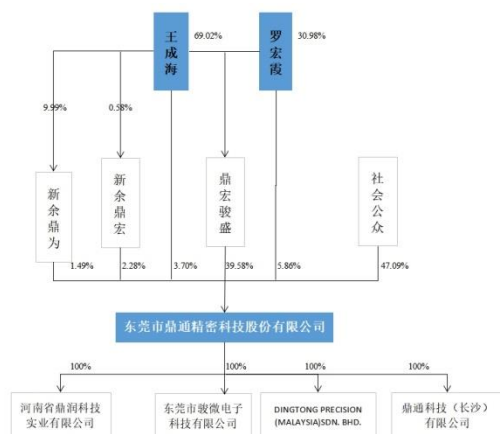 王成海
69.02%
罗宏霞
30.98%
9.99%
0.58%
新余鼎为
新余鼎宏
鼎宏骏盛
社会公众
1.49%
2.28%
3.70%
39.58%
5.86%
47.09%
东莞市鼎通精密科技股份有限公司
100%
100%
100%
100%
河南省鼎润科技
实业有限公司
东莞市骏微电子
科技有限公司
DINGTONG PRECISION
(MALAYSIA)SDN. BHD.
鼎通科技（长沙）
有限公司